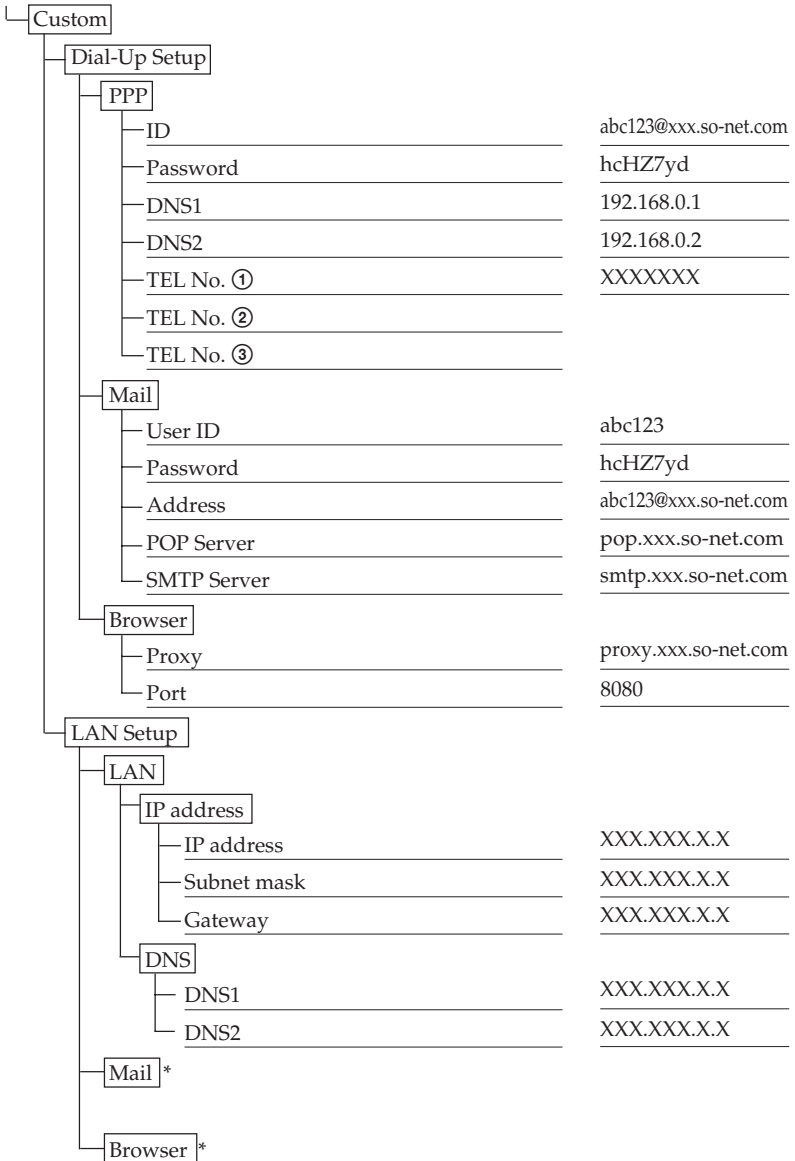 Custom
Dial-Up Setup
PPP
ID abc123@xxx.so-net.com
Password hcHZ7yd
DNS1 192.168.0.1
DNS2 192.168.0.2
TEL No. ① XXXXXXX
TEL No. ②
TEL No. ③
Mail
User ID abc123
Password hcHZ7yd
Address abc123@xxx.so-net.com
POP Server pop.xxx.so-net.com
SMTP Server smtp.xxx.so-net.com
Browser
Proxy proxy.xxx.so-net.com
Port 8080
LAN Setup
LAN
IP address
IP address XXX.XXX.X.X
Subnet mask XXX.XXX.X.X
Gateway XXX.XXX.X.X
DNS
DNS1 XXX.XXX.X.X
DNS2 XXX.XXX.X.X
Mail *
Browser *